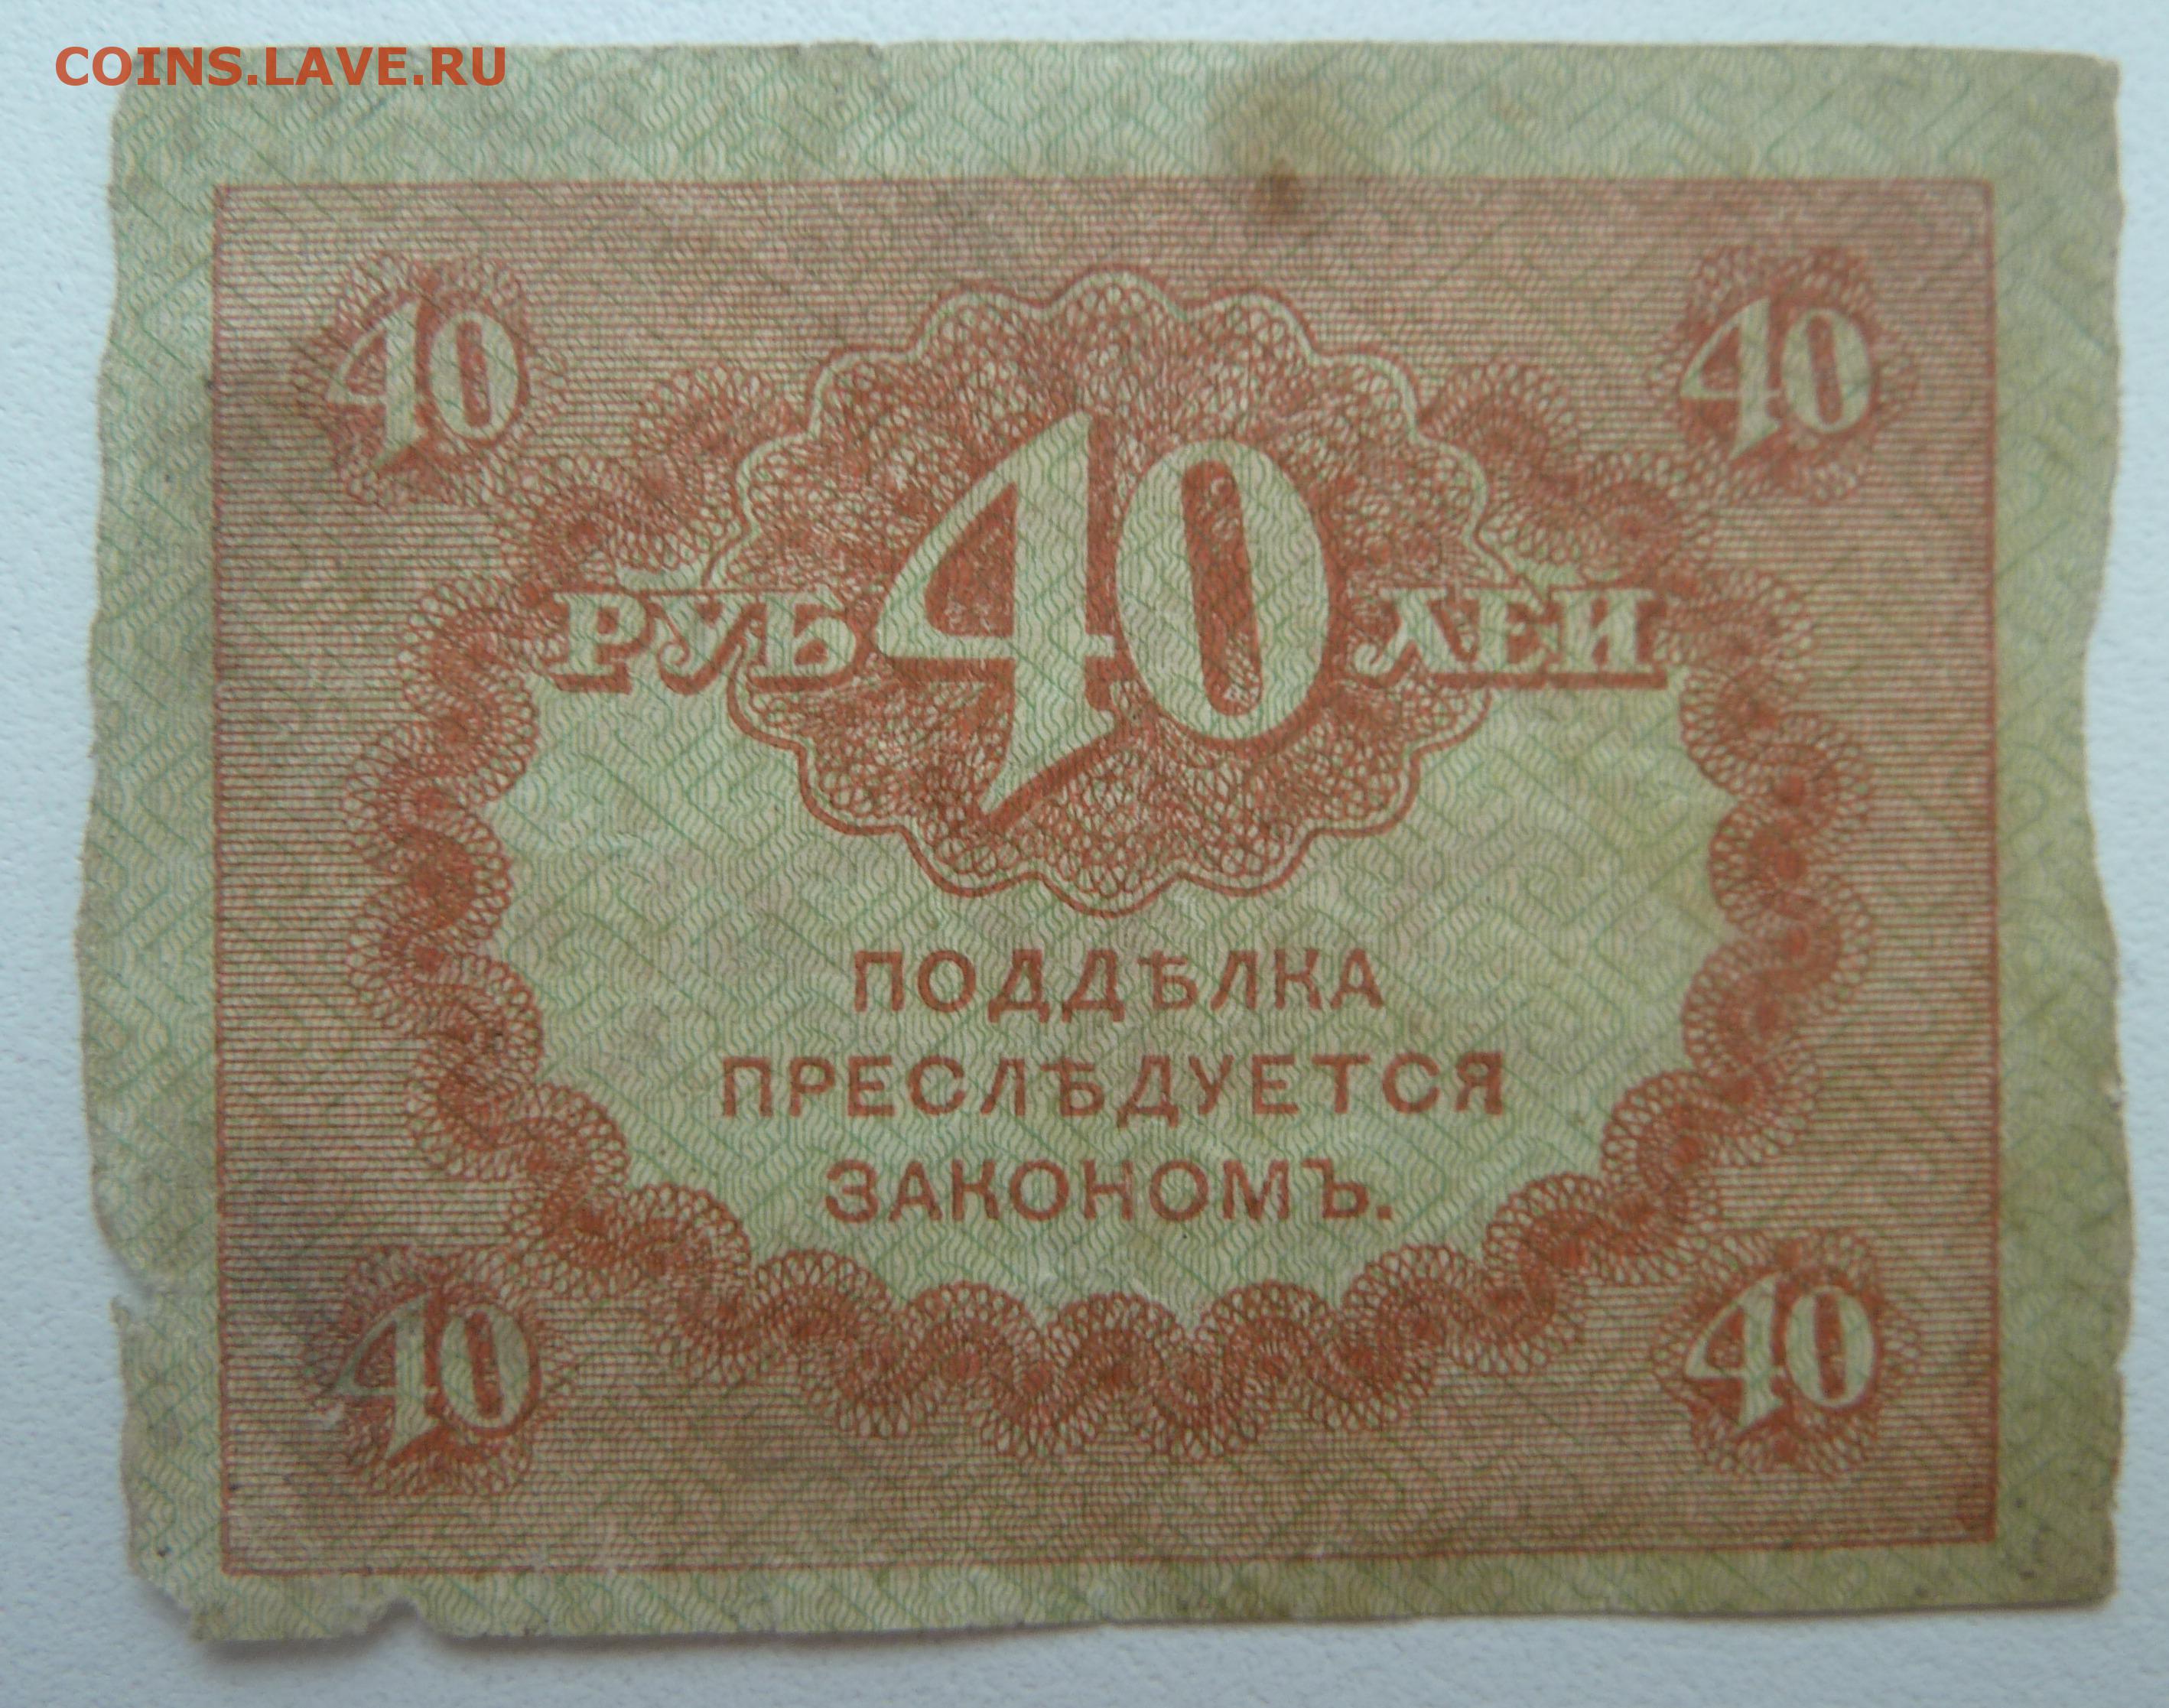 COINS.LAVE.RU
40 40
РУБ 40 ЛЕЙ
ПОДДѢЛКА
ПРЕСЛѢДУЕТСЯ
ЗАКОНОМЪ.
40 40